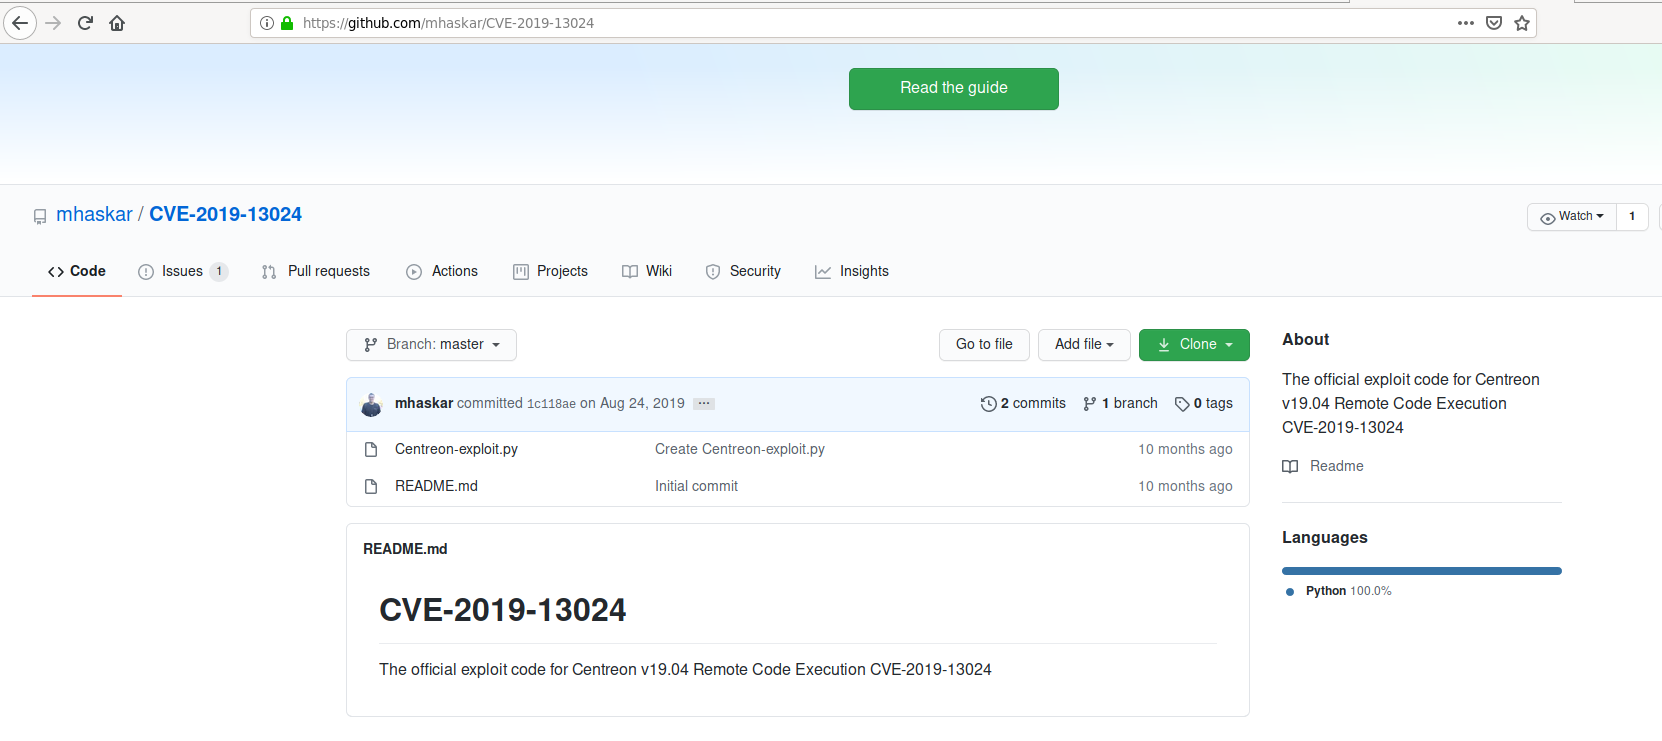 https://github.com/mhaskar/CVE-2019-13024
Read the guide
mhaskar / CVE-2019-13024
Watch 1
Code Issues 1 Pull requests Actions Projects Wiki Security Insights
Branch: master Go to file Add file Clone
About
The official exploit code for Centreon
v19.04 Remote Code Execution
CVE-2019-13024
Readme
mhaskar committed 1c118ae on Aug 24, 2019 ... 2 commits 1 branch 0 tags
Centreon-exploit.py Create Centreon-exploit.py 10 months ago
README.md Initial commit 10 months ago
README.md
CVE-2019-13024
The official exploit code for Centreon v19.04 Remote Code Execution CVE-2019-13024
Languages
Python 100.0%